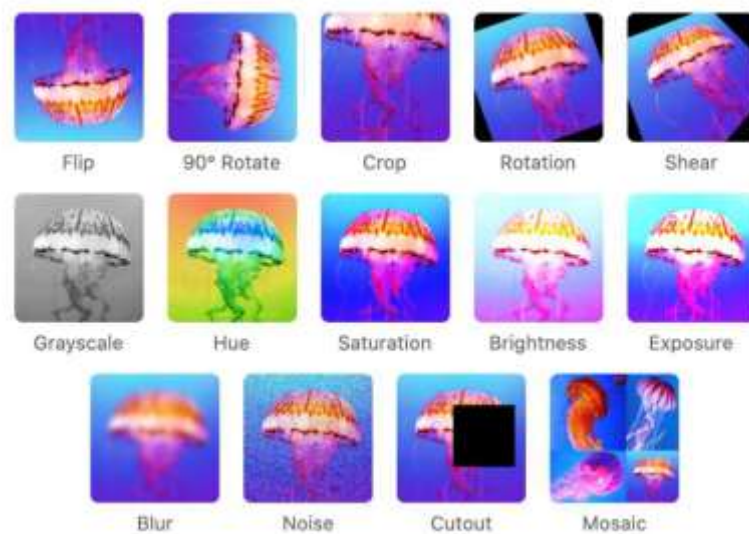 Flip 90° Rotate Crop Rotation Shear
Grayscale Hue Saturation Brightness Exposure
Blur Noise Cutout Mosaic